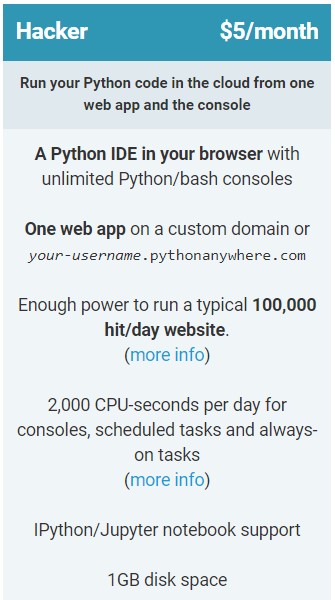 Hacker $5/month
Run your Python code in the cloud from one
web app and the console
A Python IDE in your browser with
unlimited Python/bash consoles
One web app on a custom domain or
your-username.pythonanywhere.com
Enough power to run a typical 100,000
hit/day website.
(more info)
2,000 CPU-seconds per day for
consoles, scheduled tasks and always-
on tasks
(more info)
IPython/Jupyter notebook support
1GB disk space